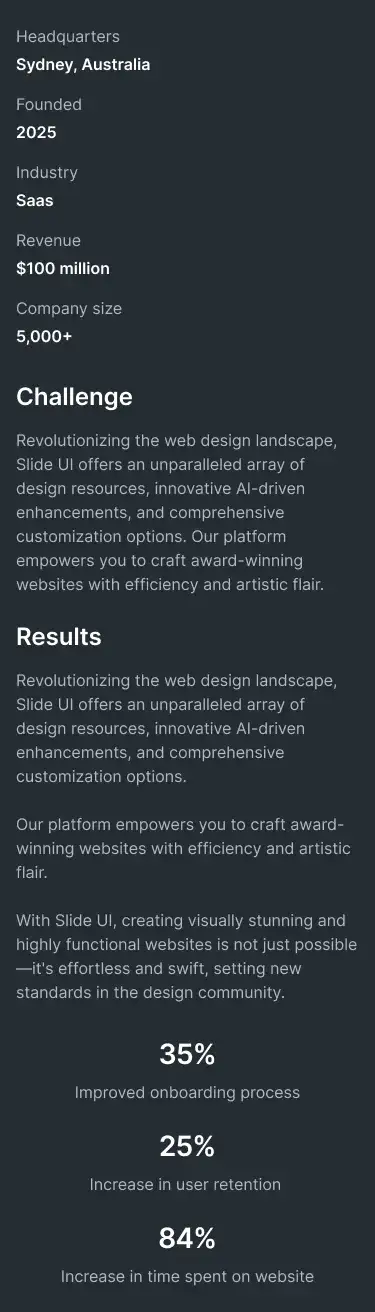 Headquarters
Sydney, Australia
Founded
2025
Industry
Saas
Revenue
$100 million
Company size
5,000+
Challenge
Revolutionizing the web design landscape,
Slide UI offers an unparalleled array of
design resources, innovative AI-driven
enhancements, and comprehensive
customization options. Our platform
empowers you to craft award-winning
websites with efficiency and artistic flair.
Results
Revolutionizing the web design landscape,
Slide UI offers an unparalleled array of
design resources, innovative AI-driven
enhancements, and comprehensive
customization options.
Our platform empowers you to craft award-
winning websites with efficiency and artistic
flair.
With Slide UI, creating visually stunning and
highly functional websites is not just possible
—it's effortless and swift, setting new
standards in the design community.
35%
Improved onboarding process
25%
Increase in user retention
84%
Increase in time spent on website